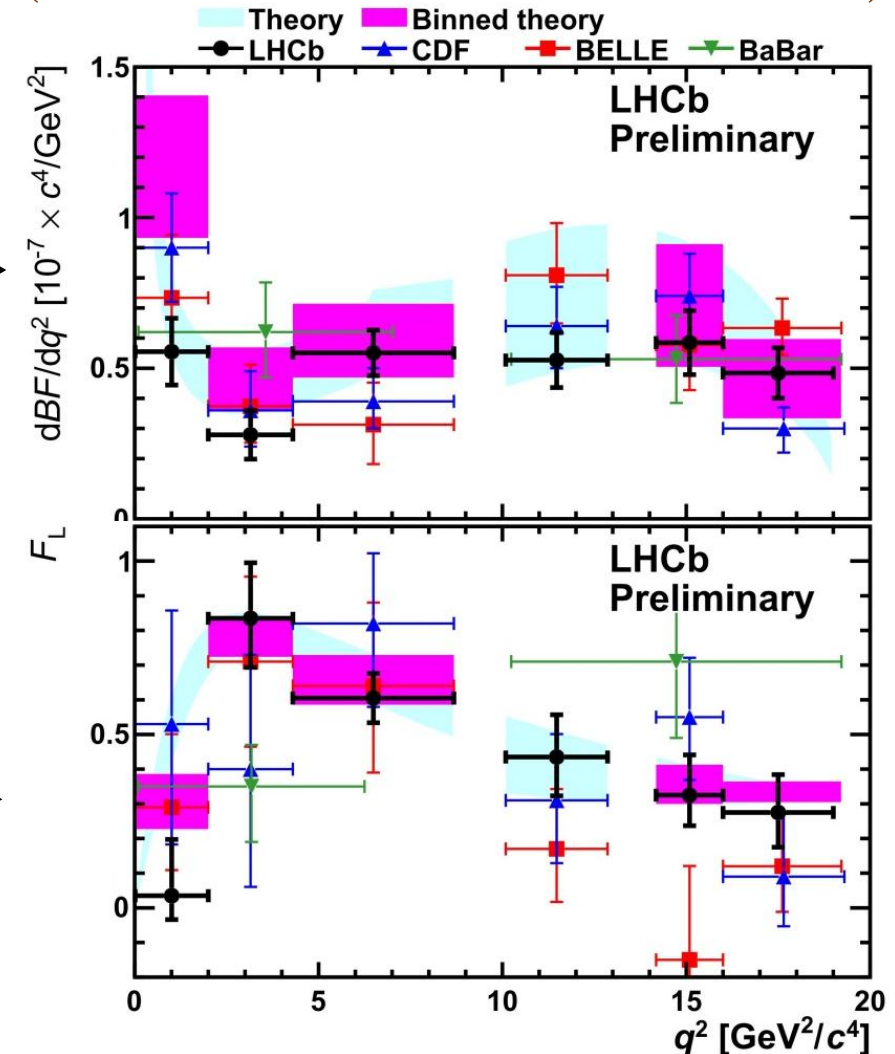 Theory Binned theory
LHCb CDF BELLE BaBar
LHCb
Preliminary
dBF/dq² [10⁻⁷ × c⁴/GeV²]
1.5
1
0.5
0
LHCb
Preliminary
F_L
1
0.5
0
0 5 10 15 20
q² [GeV²/c⁴]